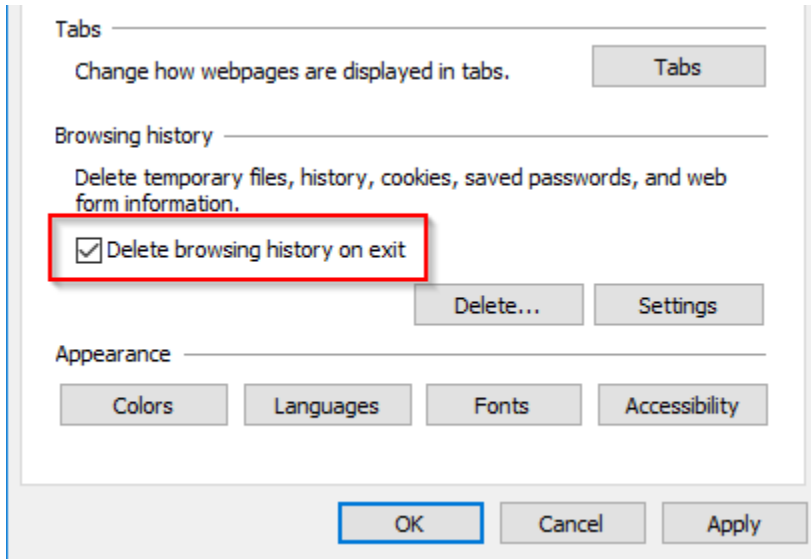 Tabs
Change how webpages are displayed in tabs.
Tabs
Browsing history
Delete temporary files, history, cookies, saved passwords, and web
form information.
Delete browsing history on exit
Delete...
Settings
Appearance
Colors
Languages
Fonts
Accessibility
OK
Cancel
Apply